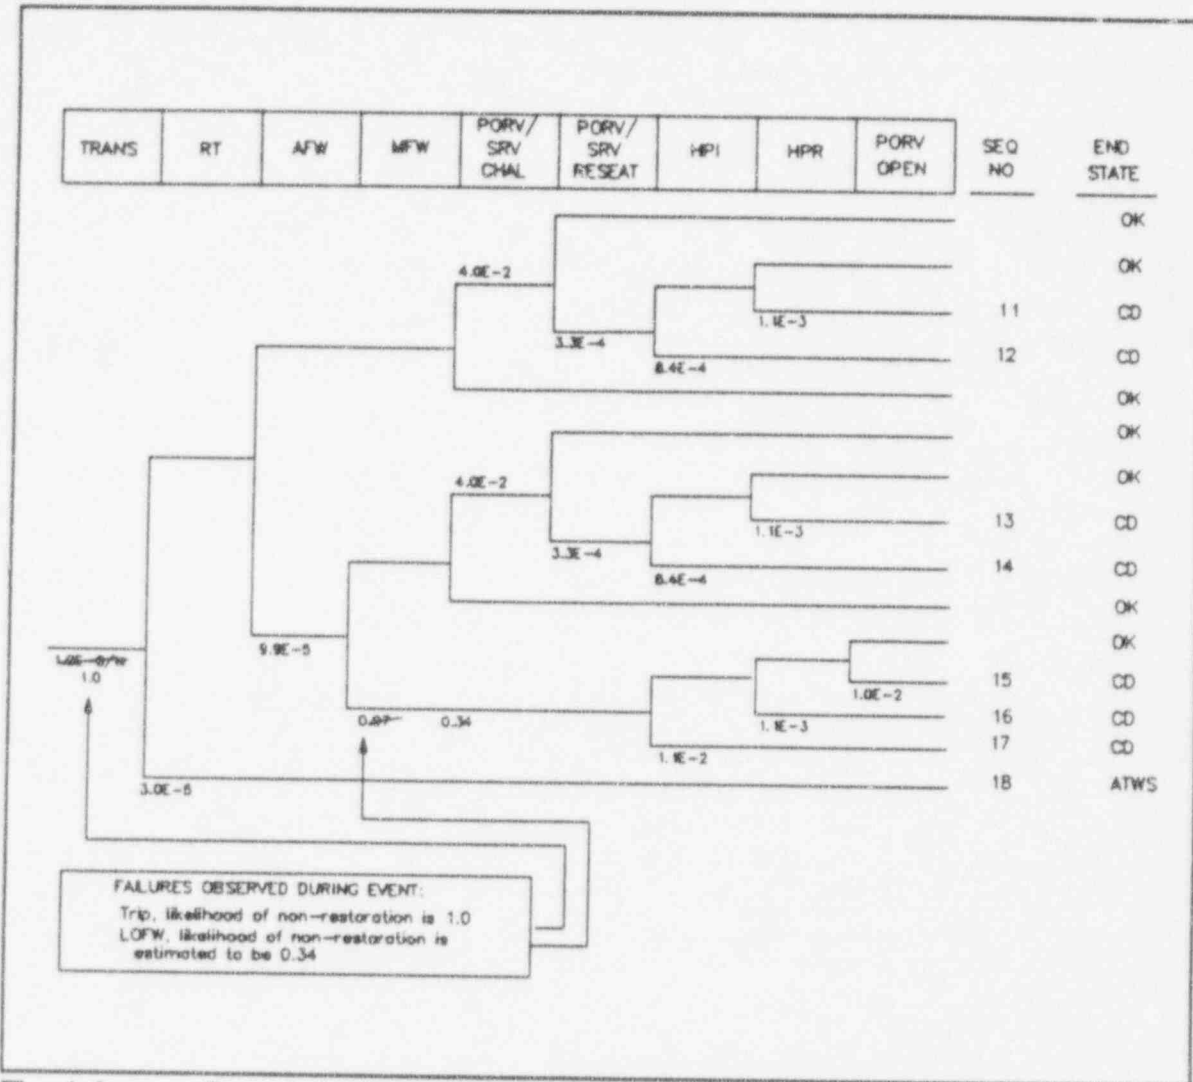 TRANS RT AFW MFW PORV/ SRV CHAL PORV/ SRV RESEAT HPI HPR PORV OPEN SEQ NO END STATE
OK
4.0E-2 OK
11 CD
1.1E-3
3.3E-4 12 CD
8.4E-4
OK
OK
4.0E-2 OK
13 CD
1.1E-3
3.3E-4 14 CD
8.4E-4
OK
OK
9.9E-5
1.0
15 CD
1.0E-2
0.34 16 CD
1.1E-3
17 CD
1.1E-2
18 ATWS
3.0E-5
FAILURES OBSERVED DURING EVENT:
Trip, likelihood of non-restoration is 1.0
LOFW, likelihood of non-restoration is
estimated to be 0.34